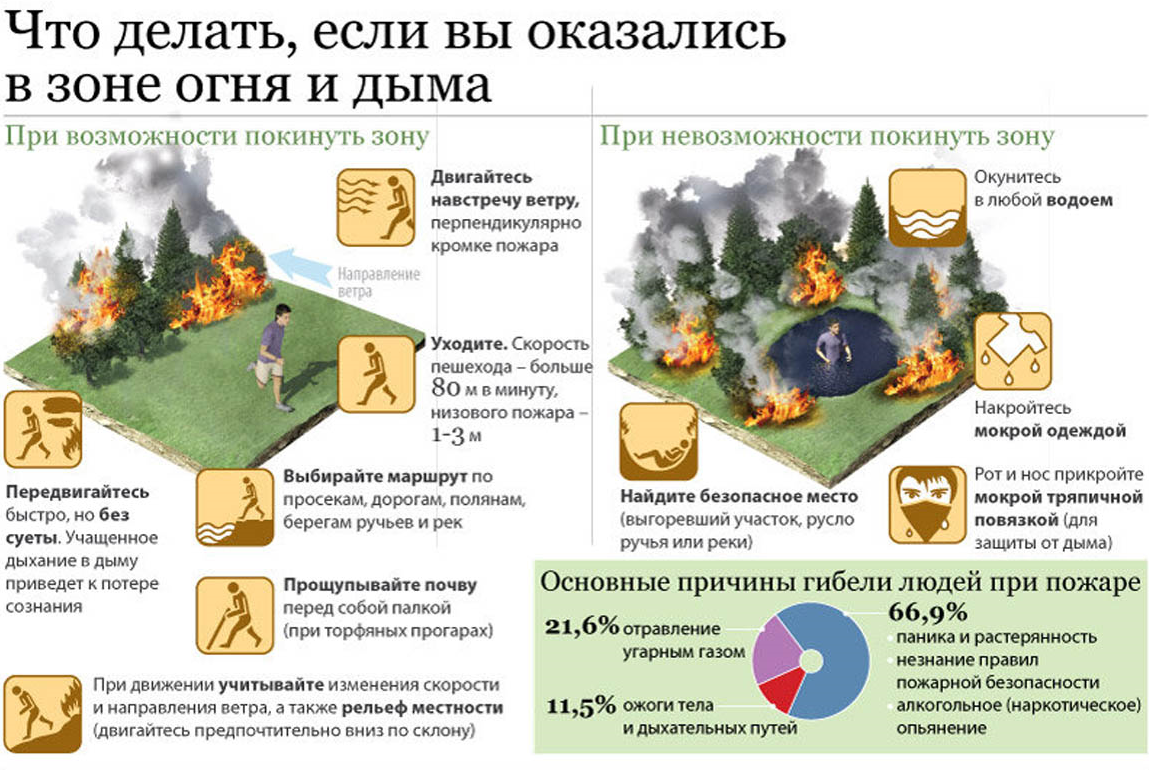 Что делать, если вы оказались
в зоне огня и дыма
При возможности покинуть зону
Двигайтесь
навстречу ветру,
перпендикулярно
кромке пожара
Направление
ветра
Уходите. Скорость
пешехода – больше
80 м в минуту,
низового пожара –
1-3 м
Передвигайтесь
быстро, но без
суеты. Учащенное
дыхание в дыму
приведет к потере
сознания
Выбирайте маршрут по
просекам, дорогам, полянам,
берегам ручьев и рек
Прощупывайте почву
перед собой палкой
(при торфяных прогарах)
При движении учитывайте изменения скорости
и направления ветра, а также рельеф местности
(двигайтесь предпочтительно вниз по склону)
При невозможности покинуть зону
Окунитесь
в любой водоем
Накройтесь
мокрой одеждой
Найдите безопасное место
(выгоревший участок, русло
ручья или реки)
Рот и нос прикройте
мокрой тряпичной
повязкой (для
защиты от дыма)
Основные причины гибели людей при пожаре
21,6% отравление
угарным газом
11,5% ожоги тела
и дыхательных путей
66,9%
• паника и растерянность
• незнание правил
пожарной безопасности
• алкогольное (наркотическое)
опьянение